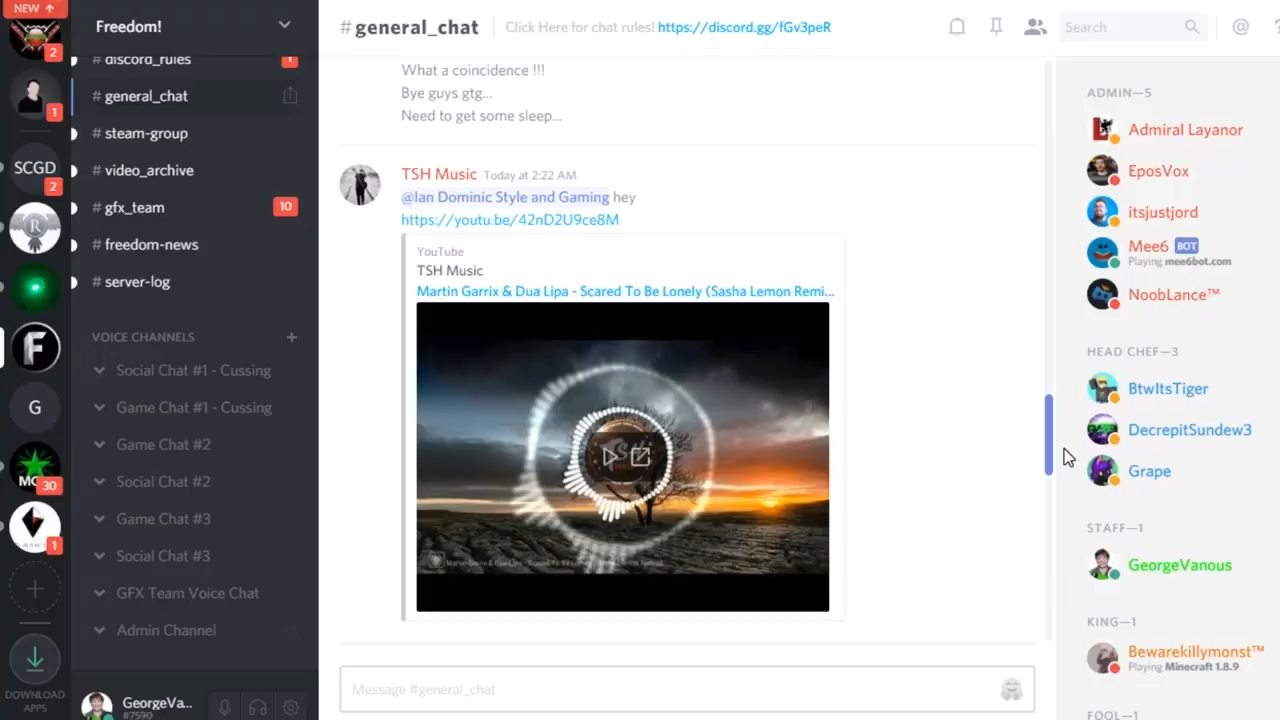 NEW ↑
2
1
SCGD
2
R
F
G
30
1
DOWNLOAD
APPS
Freedom!
# discord_rules
1
# general_chat
# steam-group
# video_archive
# gfx_team
10
# freedom-news
# server-log
VOICE CHANNELS +
Social Chat #1 - Cussing
Game Chat #1 - Cussing
Game Chat #2
Social Chat #2
Game Chat #3
Social Chat #3
GFX Team Voice Chat
Admin Channel
GeorgeVa...
#7590
#general_chat
Click Here for chat rules! https://discord.gg/fGv3peR
Search
@
What a coincidence !!!
Bye guys gtg...
Need to get some sleep...
TSH Music Today at 2:22 AM
@Ian Dominic Style and Gaming hey
https://youtu.be/42nD2U9ce8M
YouTube
TSH Music
Martin Garrix & Dua Lipa - Scared To Be Lonely (Sasha Lemon Remi...
Message #general_chat
ADMIN—5
Admiral Layanor
EposVox
itsjustjord
Mee6 BOT
Playing mee6bot.com
NoobLance™
HEAD CHEF—3
BtwItsTiger
DecrepitSundew3
Grape
STAFF—1
GeorgeVanous
KING—1
Bewarekillymonst™
Playing Minecraft 1.8.9
FOOL—1